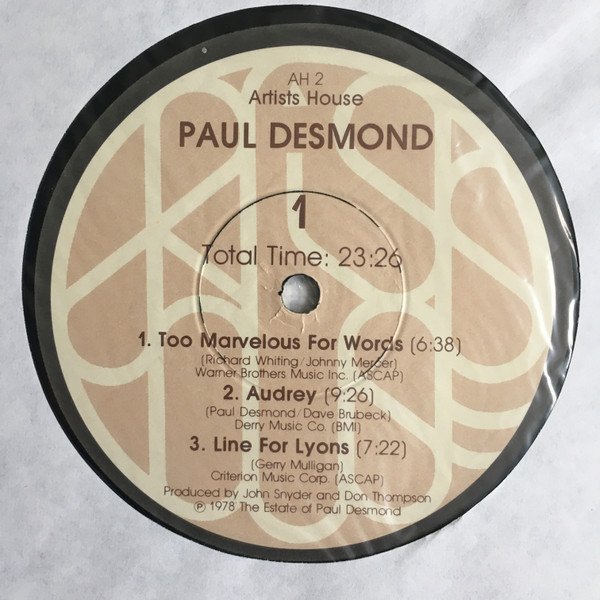 AH 2
Artists House
PAUL DESMOND
1
Total Time: 23:26
1. Too Marvelous For Words (6:38)
(Richard Whiting/Johnny Mercer)
Warner Brothers Music Inc. (ASCAP)
2. Audrey (9:26)
(Paul Desmond/Dave Brubeck)
Derry Music Co. (BMI)
3. Line For Lyons (7:22)
(Gerry Mulligan)
Criterion Music Corp. (ASCAP)
Produced by John Snyder and Don Thompson
℗ 1978 The Estate of Paul Desmond